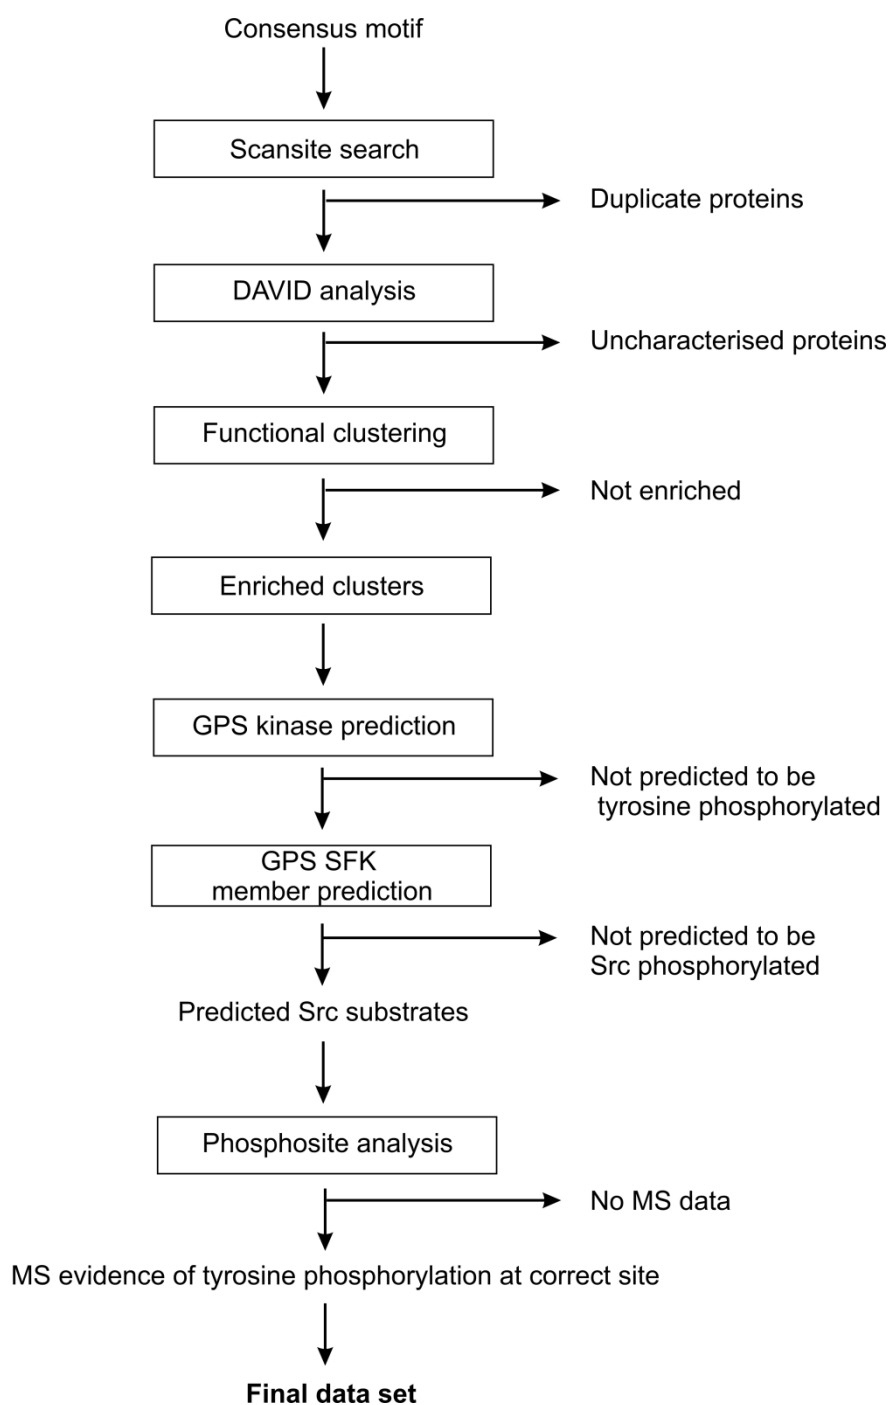 Consensus motif
Scansite search
Duplicate proteins
DAVID analysis
Uncharacterised proteins
Functional clustering
Not enriched
Enriched clusters
GPS kinase prediction
Not predicted to be
tyrosine phosphorylated
GPS SFK
member prediction
Not predicted to be
Src phosphorylated
Predicted Src substrates
Phosphosite analysis
No MS data
MS evidence of tyrosine phosphorylation at correct site
Final data set